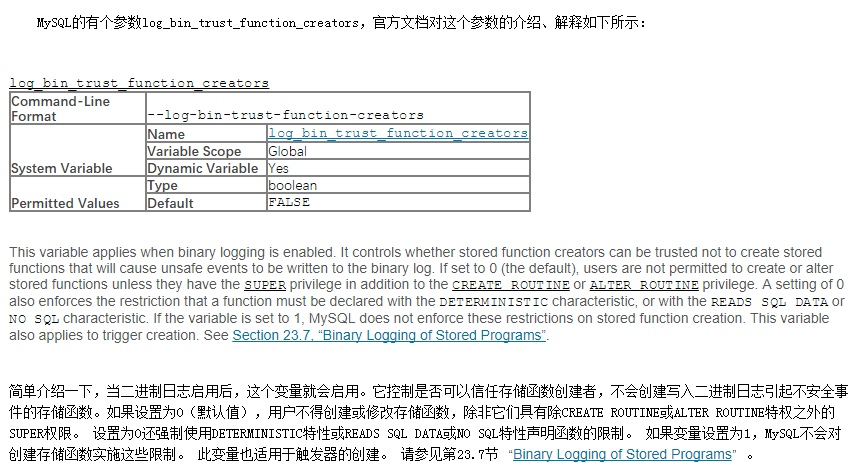 MySQL的有个参数log_bin_trust_function_creators，官方文档对这个参数的介绍、解释如下所示：
log_bin_trust_function_creators
Command-Line
Format
--log-bin-trust-function-creators
System Variable
Name
log_bin_trust_function_creators
Variable Scope
Global
Dynamic Variable
Yes
Permitted Values
Type
boolean
Default
FALSE
This variable applies when binary logging is enabled. It controls whether stored function creators can be trusted not to create stored
functions that will cause unsafe events to be written to the binary log. If set to 0 (the default), users are not permitted to create or alter
stored functions unless they have the SUPER privilege in addition to the CREATE ROUTINE or ALTER ROUTINE privilege. A setting of 0
also enforces the restriction that a function must be declared with the DETERMINISTIC characteristic, or with the READS SQL DATA or
NO SQL characteristic. If the variable is set to 1, MySQL does not enforce these restrictions on stored function creation. This variable
also applies to trigger creation. See Section 23.7, “Binary Logging of Stored Programs”.
简单介绍一下，当二进制日志启用后，这个变量就会启用。它控制是否可以信任存储函数创建者，不会创建写入二进制日志引起不安全事
件的存储函数。如果设置为0（默认值），用户不得创建或修改存储函数，除非它们具有除CREATE ROUTINE或ALTER ROUTINE特权之外的
SUPER权限。 设置为0还强制使用DETERMINISTIC特性或READS SQL DATA或NO SQL特性声明函数的限制。 如果变量设置为1，MySQL不会对
创建存储函数实施这些限制。 此变量也适用于触发器的创建。 请参见第23.7节 “Binary Logging of Stored Programs” 。